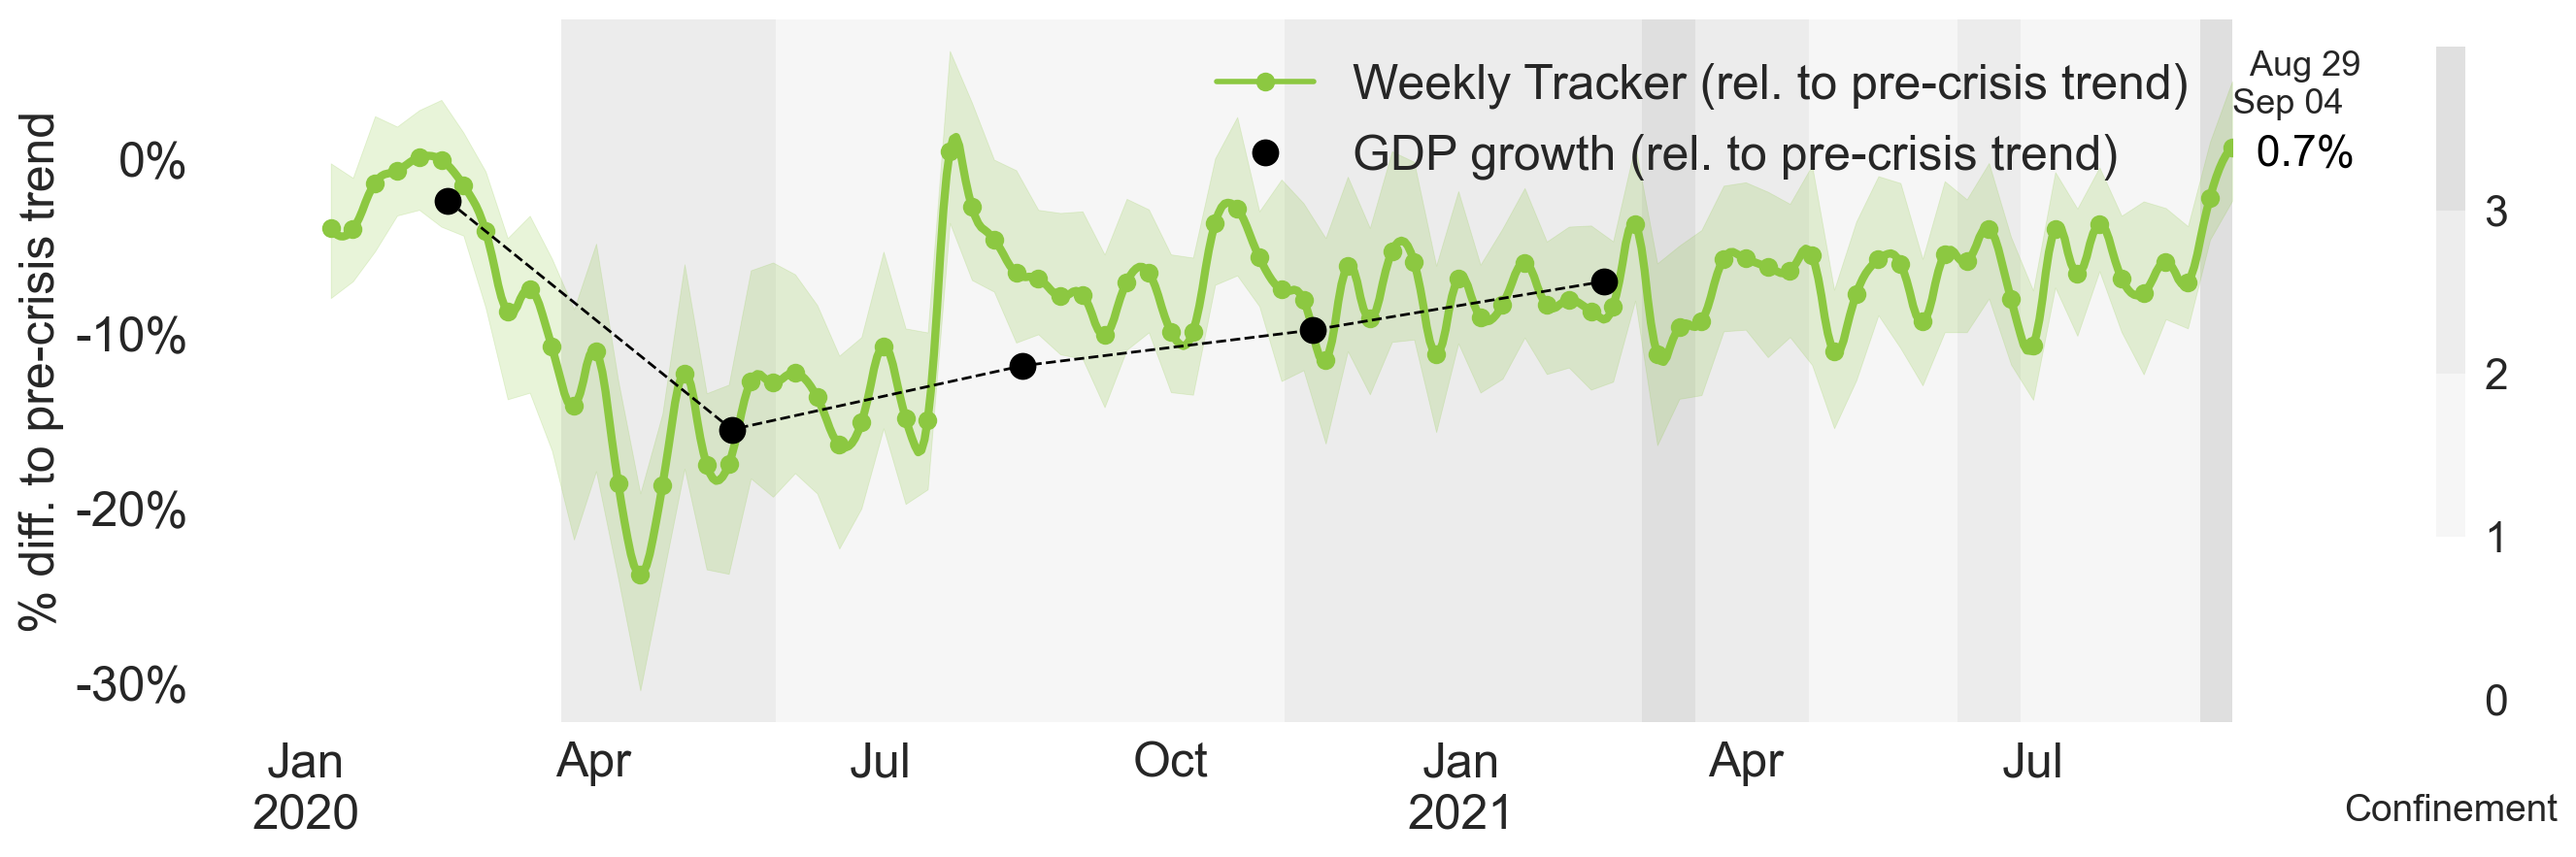 % diff. to pre-crisis trend
0%
-10%
-20%
-30%
Weekly Tracker (rel. to pre-crisis trend)
GDP growth (rel. to pre-crisis trend)
Aug 29
Sep 04
0.7%
3
2
1
0
Confinement
Jan
2020
Apr
Jul
Oct
Jan
2021
Apr
Jul